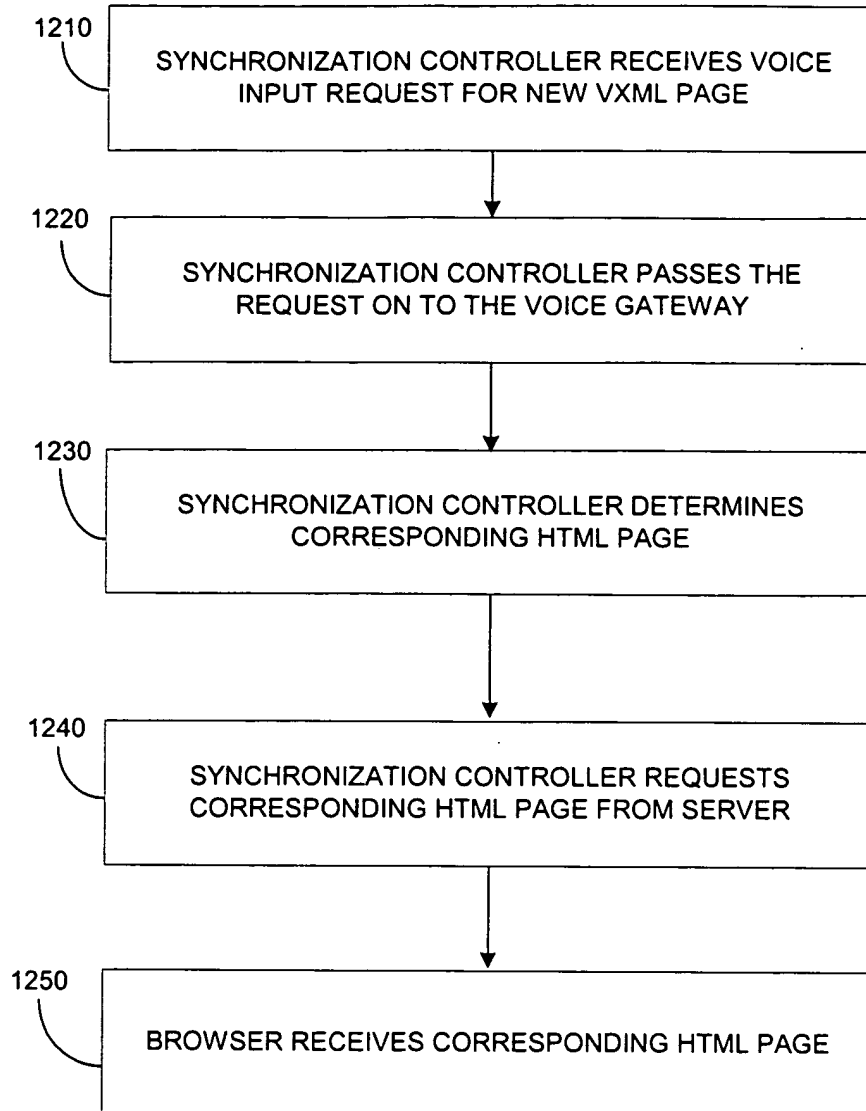 1210
SYNCHRONIZATION CONTROLLER RECEIVES VOICE
INPUT REQUEST FOR NEW VXML PAGE
1220
SYNCHRONIZATION CONTROLLER PASSES THE
REQUEST ON TO THE VOICE GATEWAY
1230
SYNCHRONIZATION CONTROLLER DETERMINES
CORRESPONDING HTML PAGE
1240
SYNCHRONIZATION CONTROLLER REQUESTS
CORRESPONDING HTML PAGE FROM SERVER
1250
BROWSER RECEIVES CORRESPONDING HTML PAGE